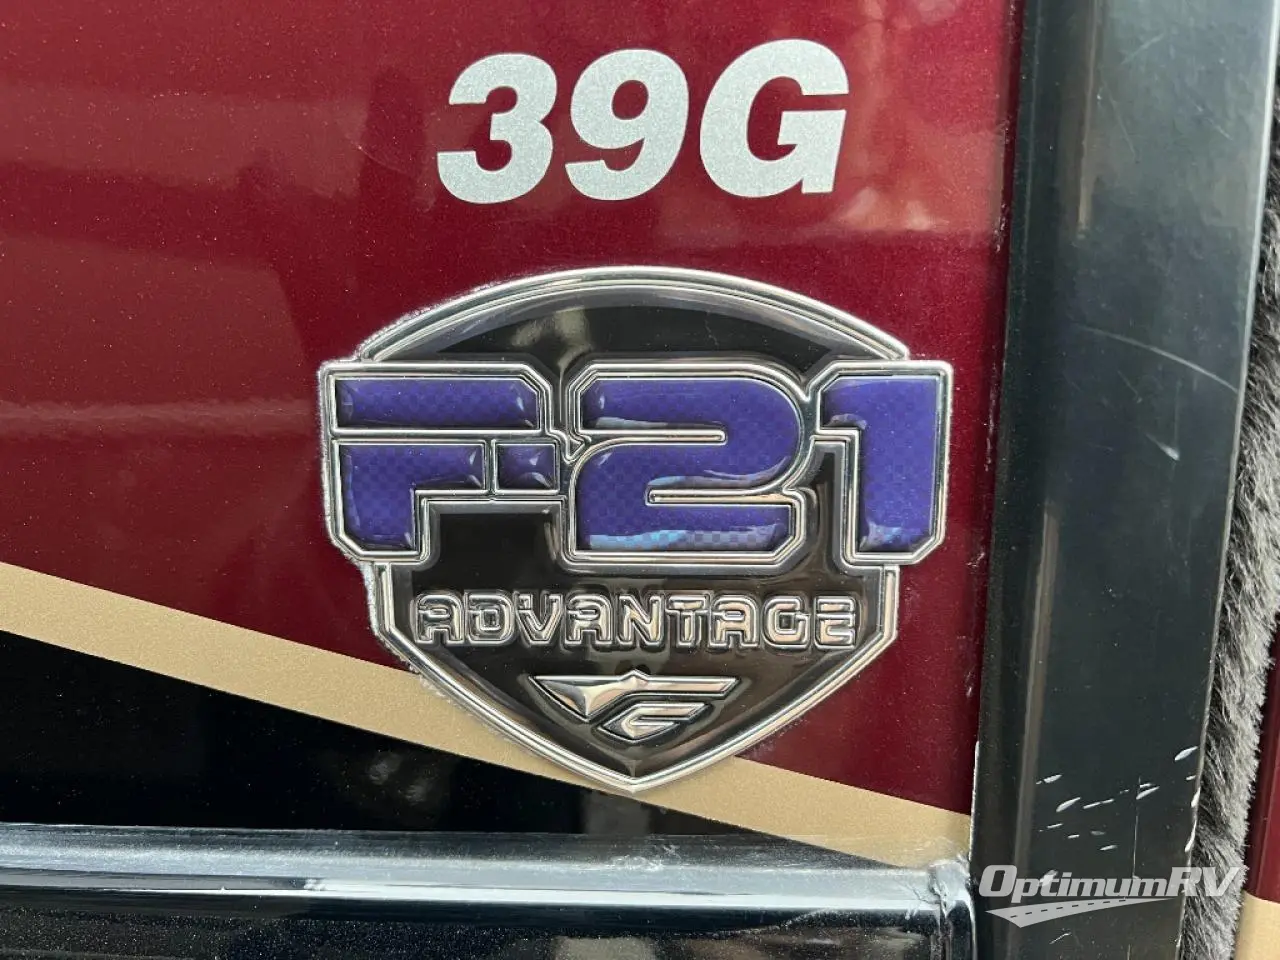 39G
F-21
ADVANTAGE
OptimumRV